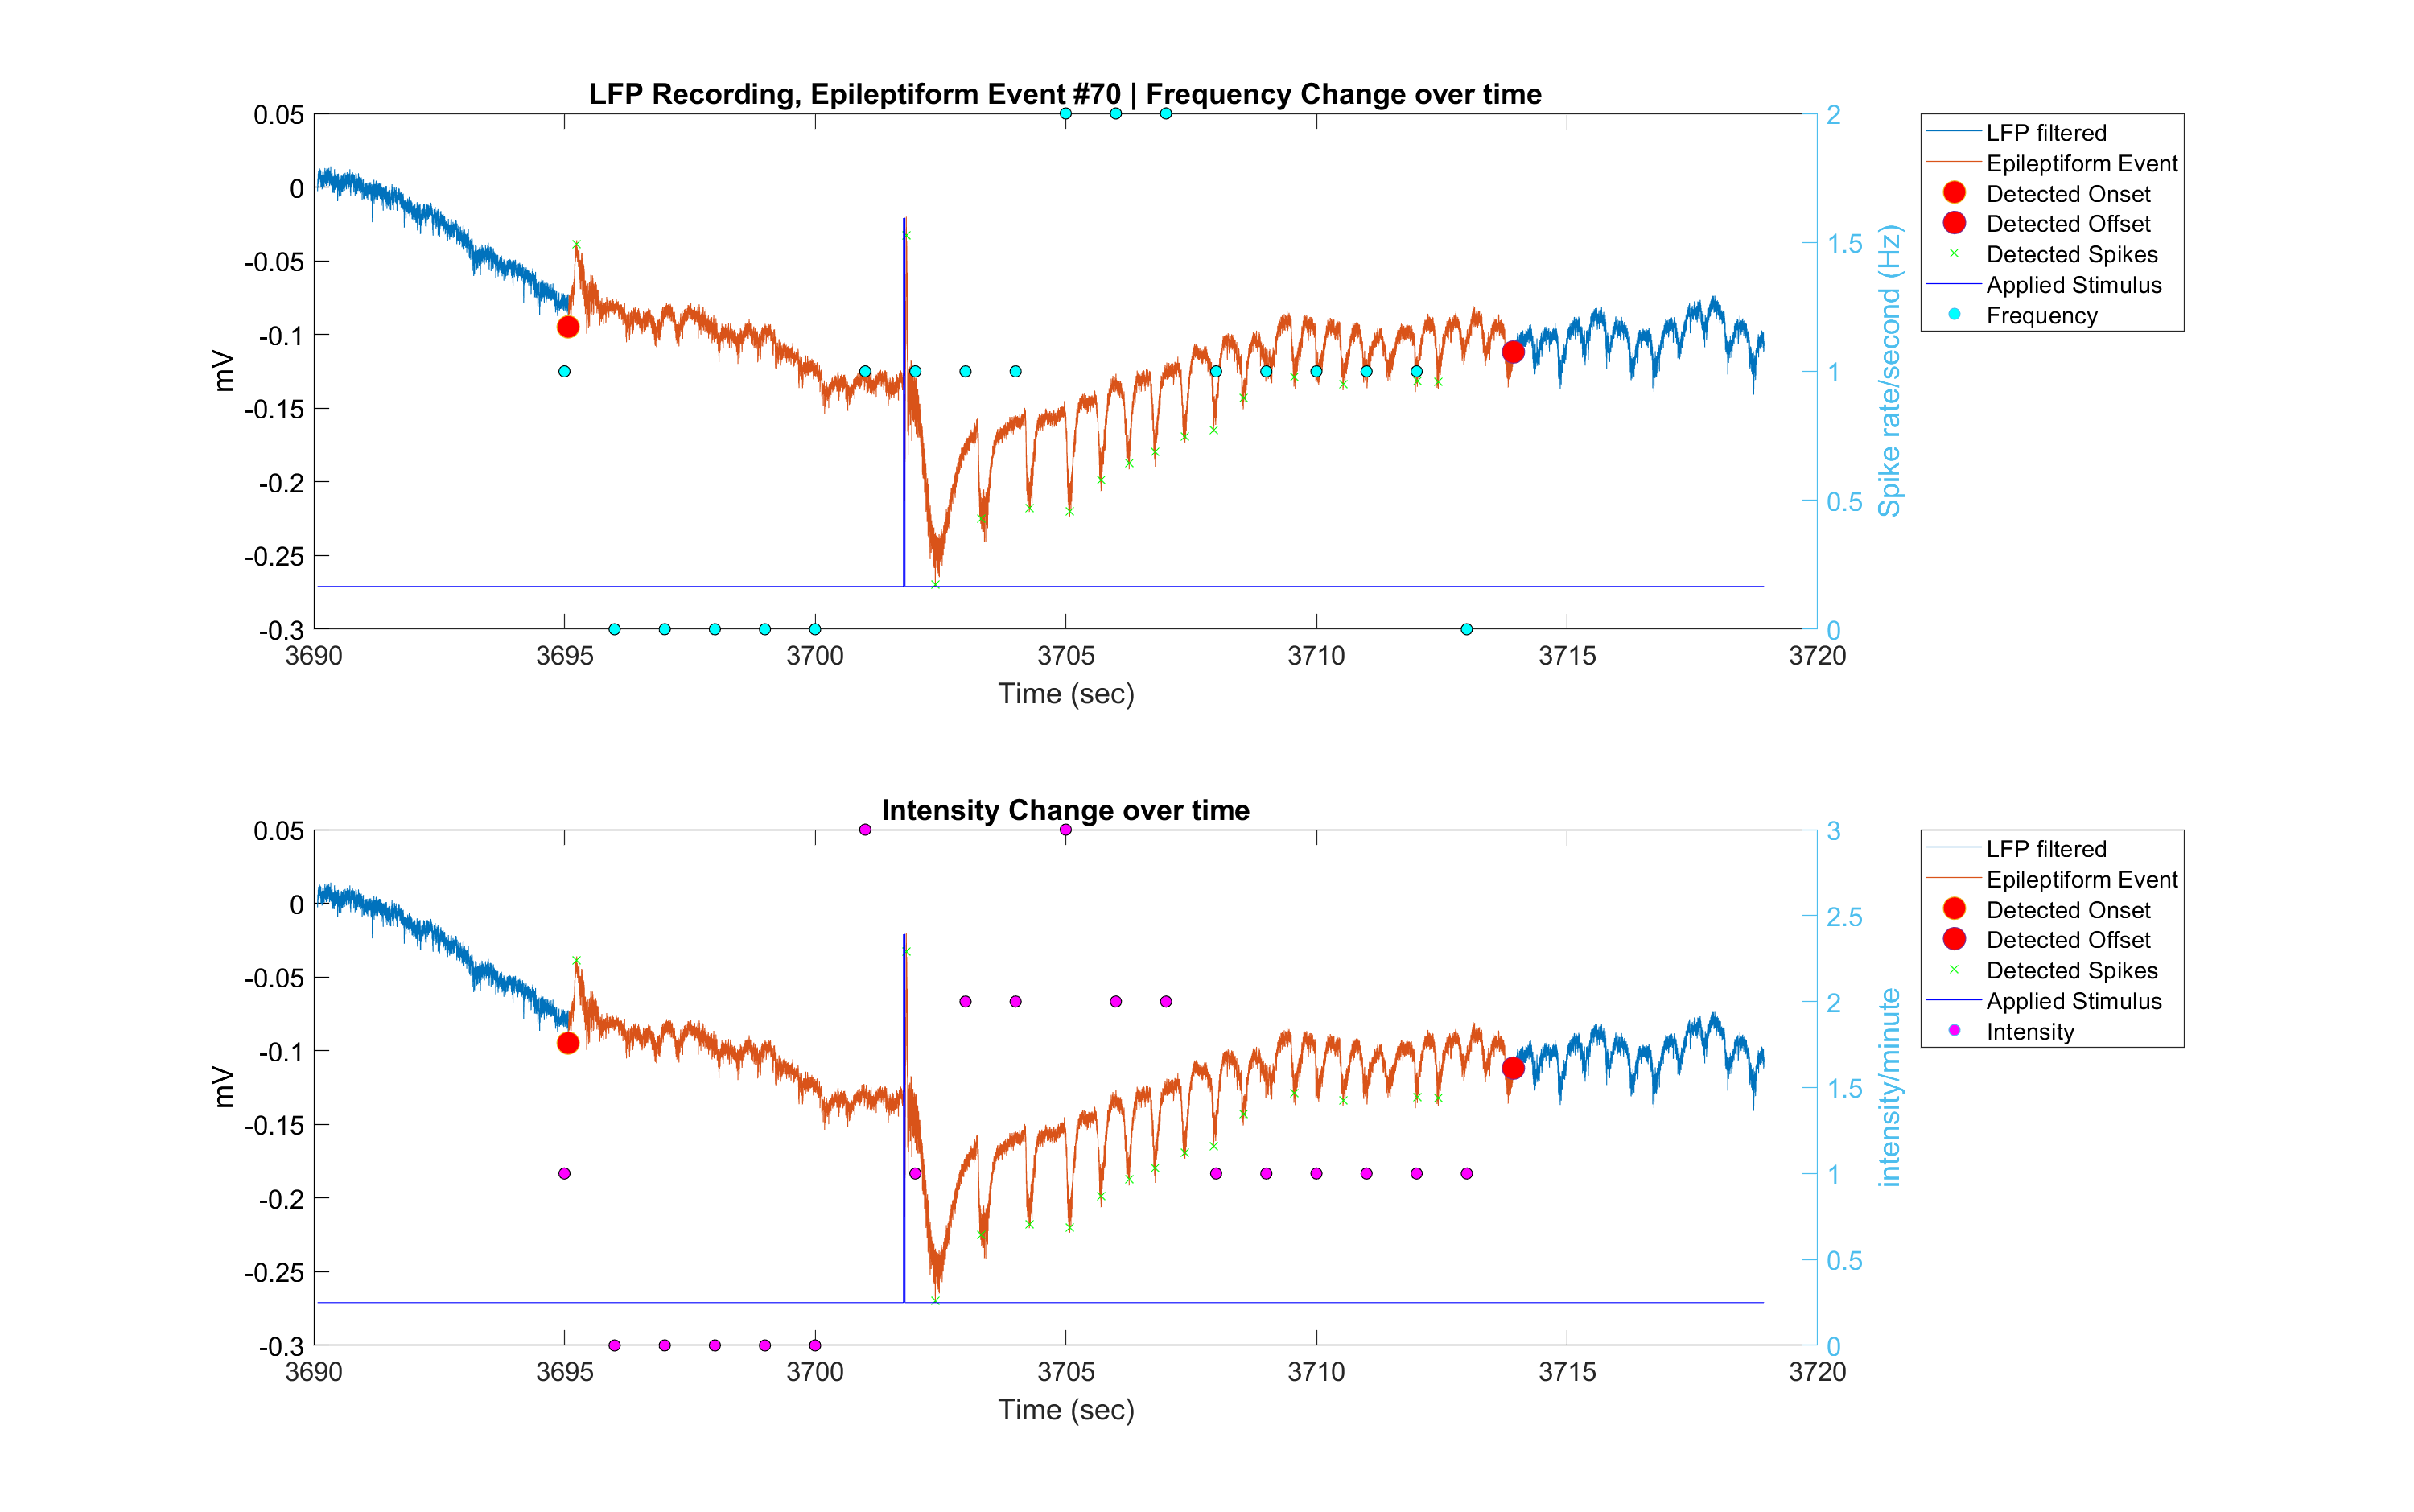 LFP Recording, Epileptiform Event #70 | Frequency Change over time
0.05
0
-0.05
-0.1
-0.15
-0.2
-0.25
-0.3
mV
3690 3695 3700 3705 3710 3715 3720
Time (sec)
2
1.5
1
0.5
0
Spike rate/second (Hz)
LFP filtered
Epileptiform Event
Detected Onset
Detected Offset
Detected Spikes
Applied Stimulus
Frequency
Intensity Change over time
0.05
0
-0.05
-0.1
-0.15
-0.2
-0.25
-0.3
mV
3690 3695 3700 3705 3710 3715 3720
Time (sec)
3
2.5
2
1.5
1
0.5
0
intensity/minute
LFP filtered
Epileptiform Event
Detected Onset
Detected Offset
Detected Spikes
Applied Stimulus
Intensity